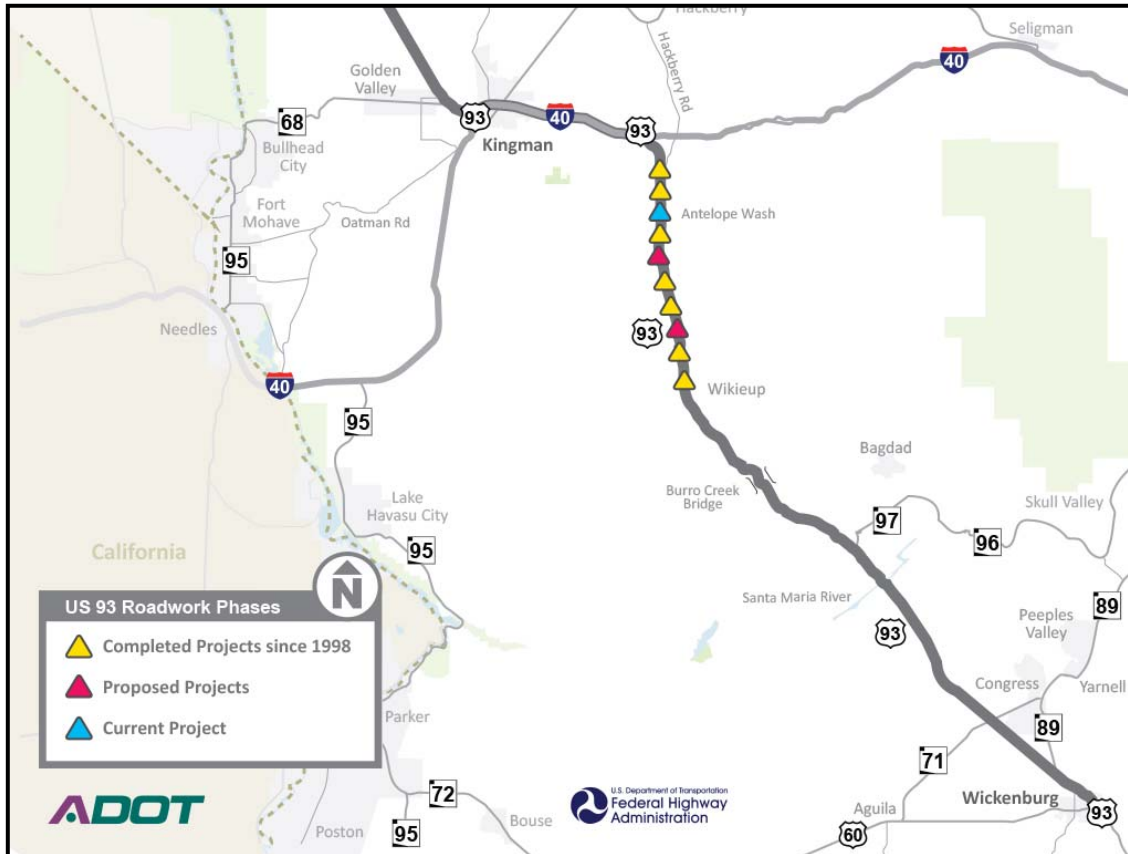 Hackberry
Seligman
40
Golden
Valley
Hackberry Rd
68
93
40
93
Bullhead
City
Kingman
Fort
Mohave
Oatman Rd
Antelope Wash
95
Needles
93
40
Wikieup
95
Bagdad
Burro Creek
Bridge
Skull Valley
Lake
Havasu City
97
96
95
California
N
US 93 Roadwork Phases
Completed Projects since 1998
Proposed Projects
Current Project
Santa Maria River
89
93
Peeples
Valley
Congress
Yarnell
Parker
89
71
72
ADOT
U.S. Department of Transportation
Federal Highway
Administration
Wickenburg
93
Poston
95
Bouse
Aguila
60